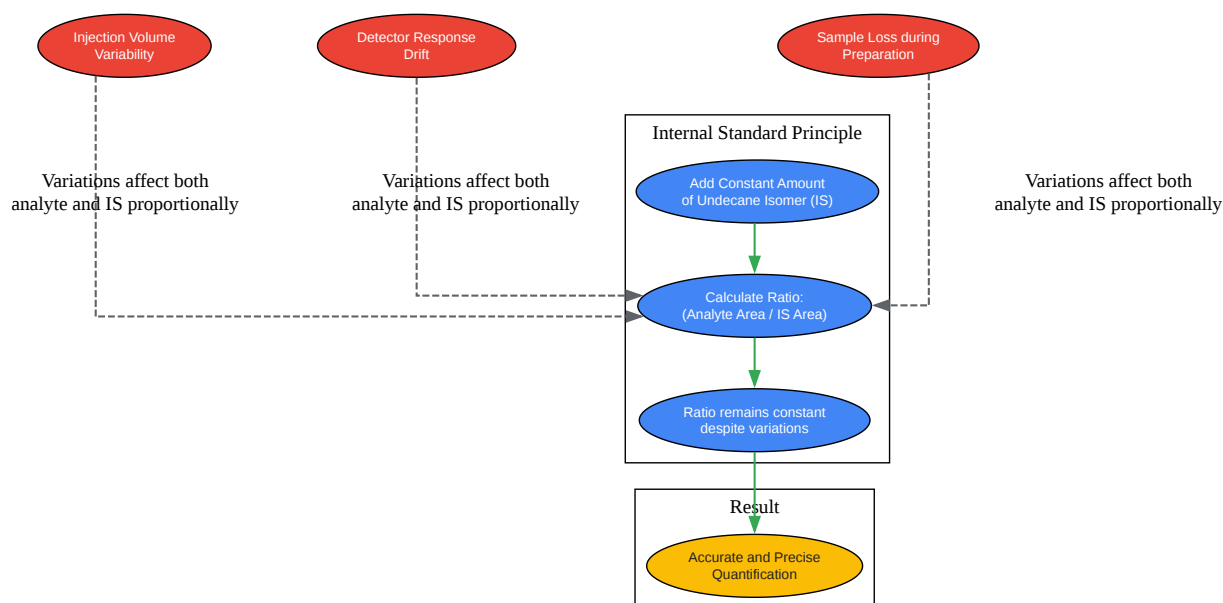 Injection Volume
Variability
Detector Response
Drift
Sample Loss during
Preparation
Internal Standard Principle
Variations affect both
analyte and IS proportionally
Variations affect both
analyte and IS proportionally
Add Constant Amount
of Undecane Isomer (IS)
Variations affect both
analyte and IS proportionally
Calculate Ratio:
(Analyte Area / IS Area)
Ratio remains constant
despite variations
Result
Accurate and Precise
Quantification